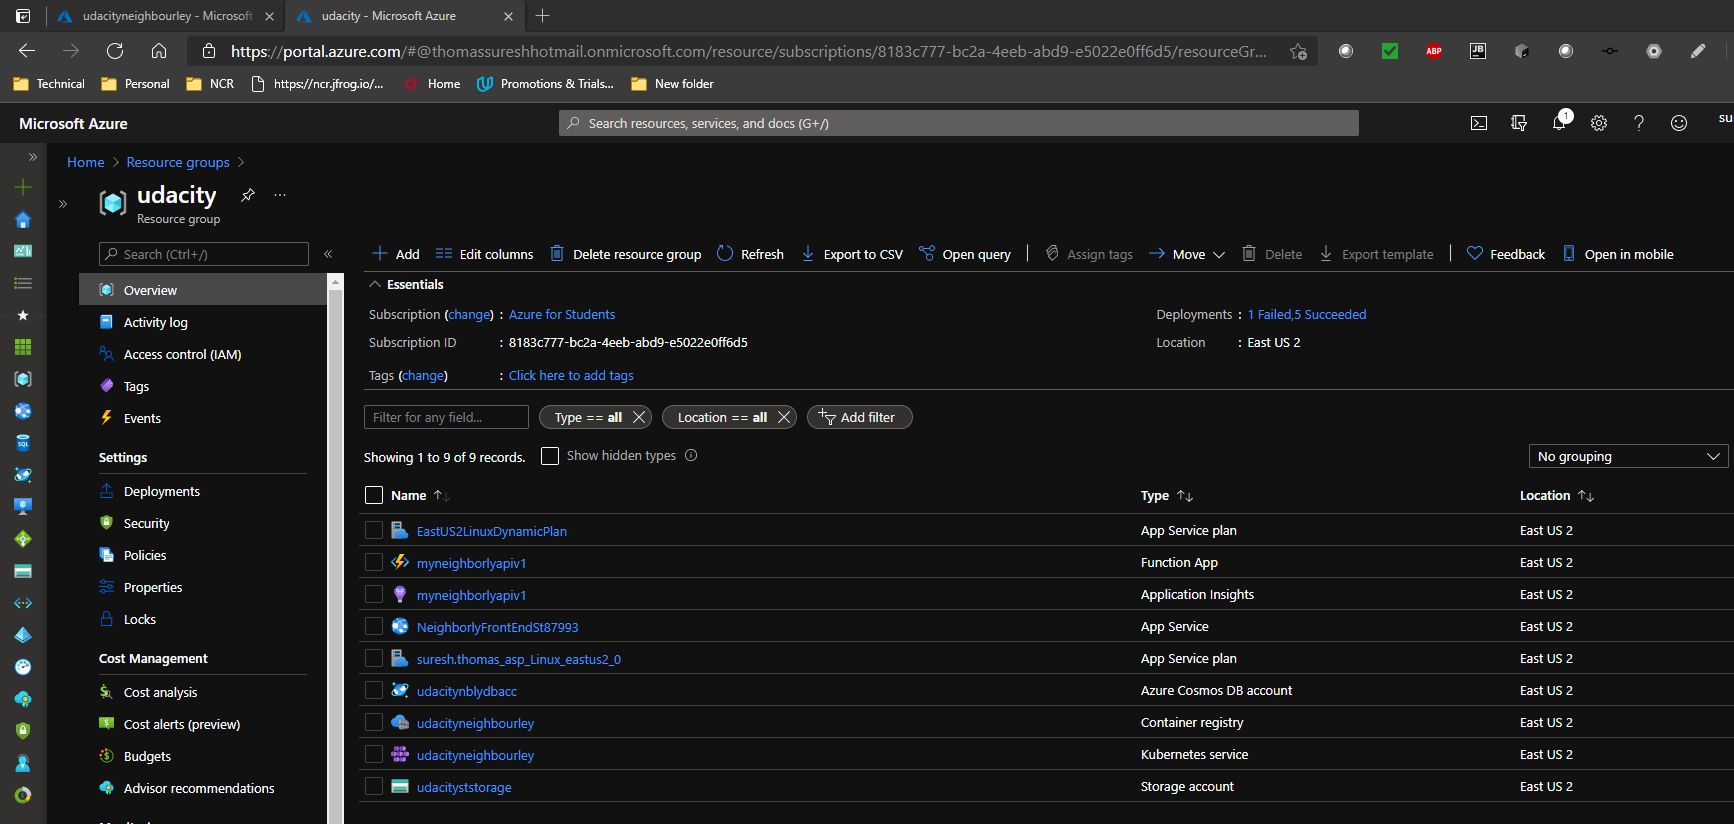 udacityneighbourley - Microsoft
udacity - Microsoft Azure
https://portal.azure.com/#@thomassureshhotmail.onmicrosoft.com/resource/subscriptions/8183c777-bc2a-4eeb-abd9-e5022e0ff6d5/resourceGr...
ABP
JB
Technical
Personal
NCR
https://ncr.jfrog.io/...
Home
Promotions & Trials...
New folder
Microsoft Azure
Search resources, services, and docs (G+/)
1
su
Home > Resource groups >
udacity
...
Resource group
Search (Ctrl+/)
Add
Edit columns
Delete resource group
Refresh
Export to CSV
Open query
Assign tags
Move
Delete
Export template
Feedback
Open in mobile
Overview
Activity log
Access control (IAM)
Tags
Events
Settings
Deployments
Security
Policies
Properties
Locks
Cost Management
Cost analysis
Cost alerts (preview)
Budgets
Advisor recommendations
Essentials
Subscription (change) : Azure for Students
Deployments : 1 Failed,5 Succeeded
Subscription ID : 8183c777-bc2a-4eeb-abd9-e5022e0ff6d5
Location : East US 2
Tags (change) : Click here to add tags
Filter for any field...
Type == all
Location == all
Add filter
Showing 1 to 9 of 9 records.
Show hidden types
No grouping
Name Type Location
EastUS2LinuxDynamicPlan App Service plan East US 2
myneighborlyapiv1 Function App East US 2
myneighborlyapiv1 Application Insights East US 2
NeighborlyFrontEndSt87993 App Service East US 2
suresh.thomas_asp_Linux_eastus2_0 App Service plan East US 2
udacitynblydbacc Azure Cosmos DB account East US 2
udacityneighbourley Container registry East US 2
udacityneighbourley Kubernetes service East US 2
udacityststorage Storage account East US 2